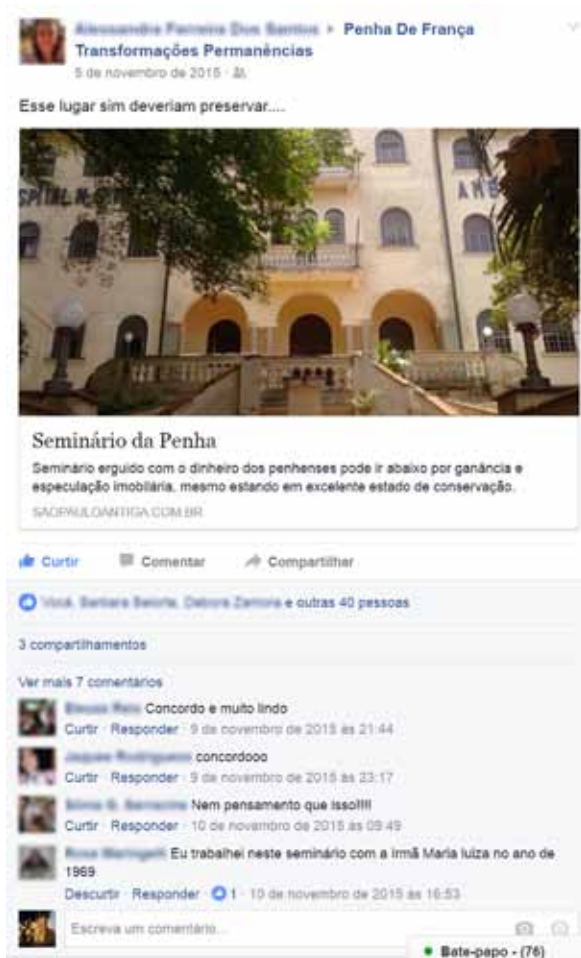 Penha De França
Transformações Permanências
5 de novembro de 2015
Esse lugar sim deveriam preservar....
Seminário da Penha
Seminário erguido com o dinheiro dos penhenses pode ir abaixo por ganância e
especulação imobiliária, mesmo estando em excelente estado de conservação.
SAOPAULOANTIGA.COM.BR
Curtir Comentar Compartilhar
e outras 40 pessoas
3 compartilhamentos
Ver mais 7 comentários
Concordo e muito lindo
Curtir · Responder · 9 de novembro de 2015 às 21:44
concordooo
Curtir · Responder · 9 de novembro de 2015 às 23:17
Nem pensamento que isso!!!!
Curtir · Responder · 10 de novembro de 2015 às 09:49
Eu trabalhei neste seminário com a Irmã Maria luiza no ano de
1969
Descurtir · Responder · 1 · 10 de novembro de 2015 às 16:53
Escreva um comentário...
Bate-papo - (76)